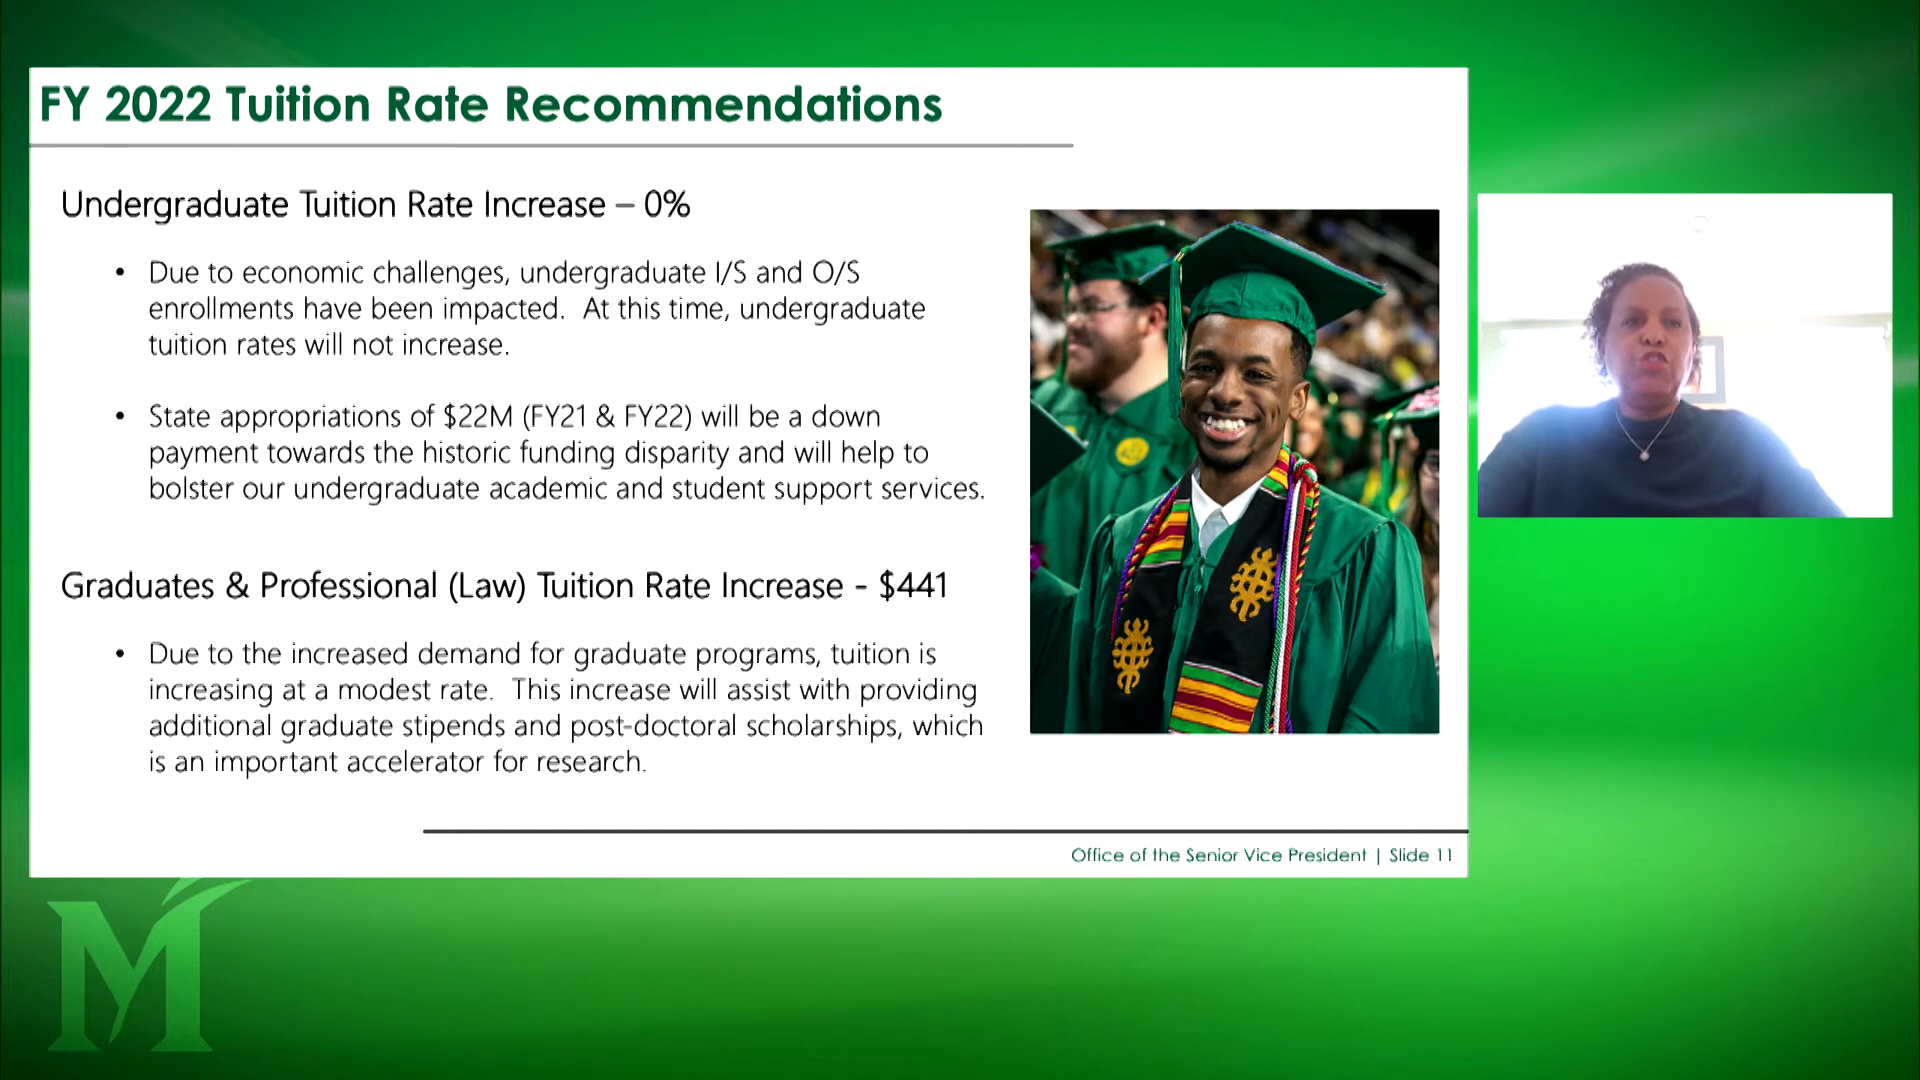 FY 2022 Tuition Rate Recommendations
Undergraduate Tuition Rate Increase – 0%
• Due to economic challenges, undergraduate I/S and O/S
enrollments have been impacted.  At this time, undergraduate
tuition rates will not increase.
• State appropriations of $22M (FY21 & FY22) will be a down
payment towards the historic funding disparity and will help to
bolster our undergraduate academic and student support services.
Graduates & Professional (Law) Tuition Rate Increase - $441
• Due to the increased demand for graduate programs, tuition is
increasing at a modest rate.  This increase will assist with providing
additional graduate stipends and post-doctoral scholarships, which
is an important accelerator for research.
Office of the Senior Vice President | Slide 11
M